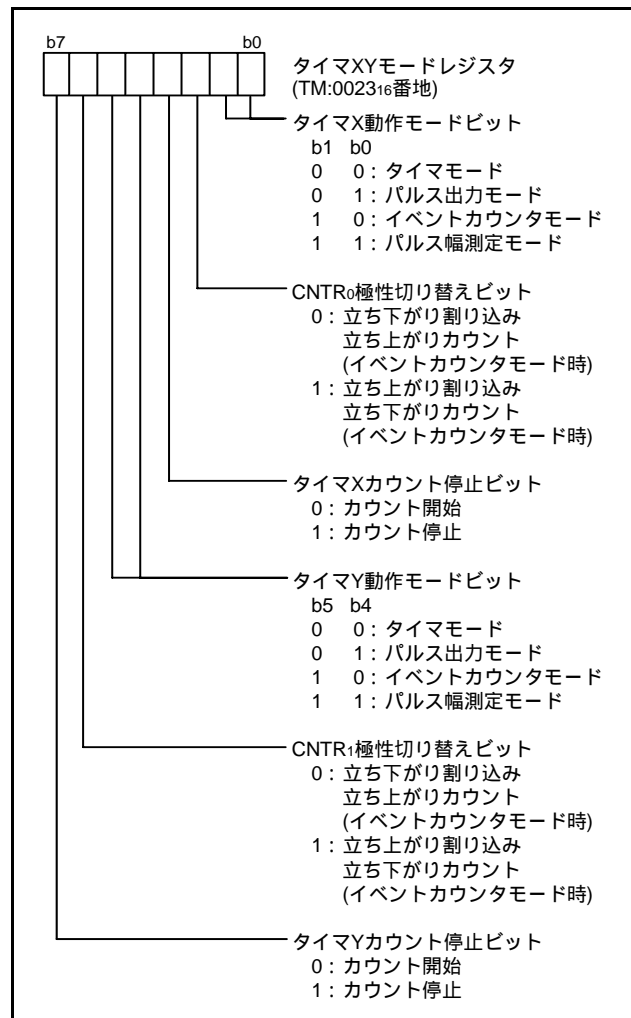 b7 b0
タイマXYモードレジスタ
(TM:002316番地)
タイマX動作モードビット
b1 b0
0 0:タイマモード
0 1:パルス出力モード
1 0:イベントカウンタモード
1 1:パルス幅測定モード
CNTR0極性切り替えビット
0:立ち下がり割り込み
立ち上がりカウント
(イベントカウンタモード時)
1:立ち上がり割り込み
立ち下がりカウント
(イベントカウンタモード時)
タイマXカウント停止ビット
0:カウント開始
1:カウント停止
タイマY動作モードビット
b5 b4
0 0:タイマモード
0 1:パルス出力モード
1 0:イベントカウンタモード
1 1:パルス幅測定モード
CNTR1極性切り替えビット
0:立ち下がり割り込み
立ち上がりカウント
(イベントカウンタモード時)
1:立ち上がり割り込み
立ち下がりカウント
(イベントカウンタモード時)
タイマYカウント停止ビット
0:カウント開始
1:カウント停止